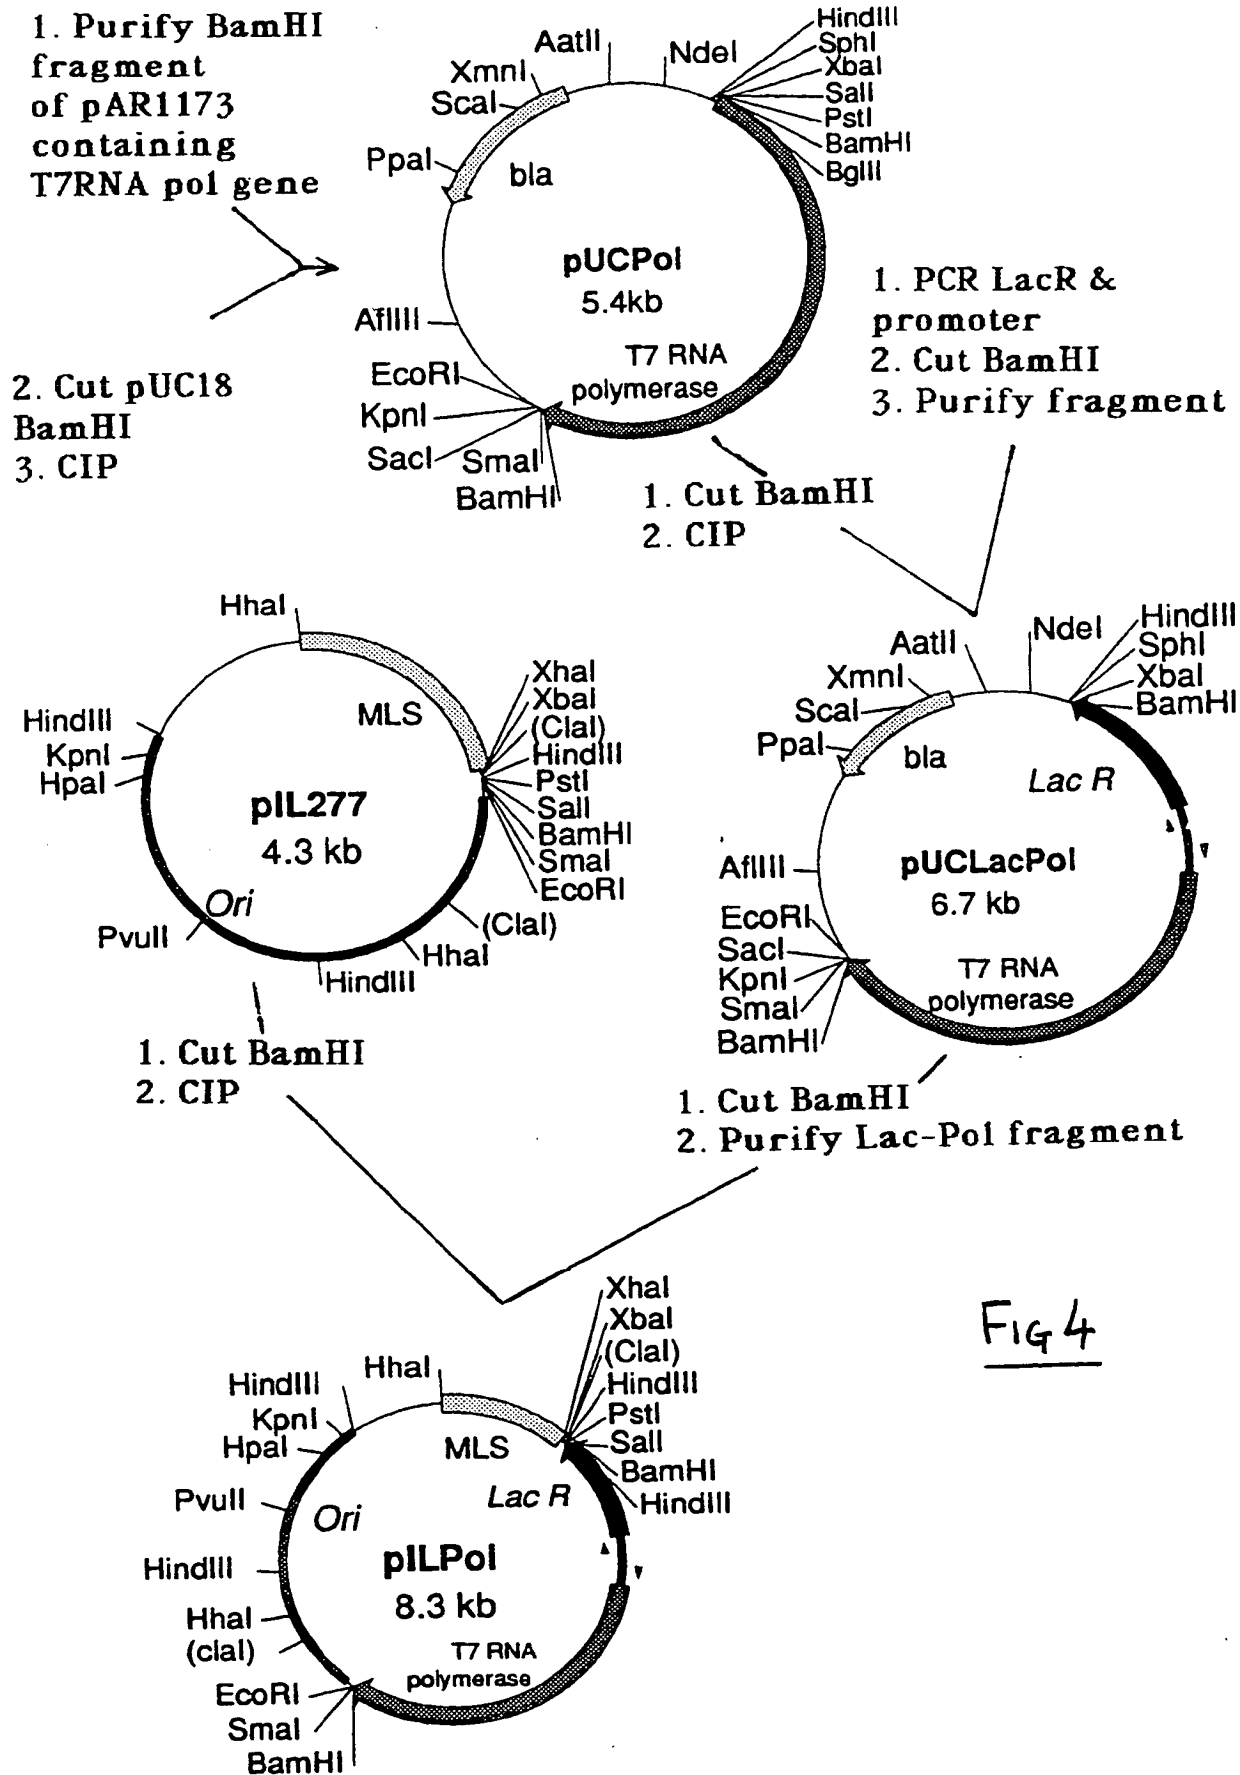 1. Purify BamHI
fragment
of pAR1173
containing
T7RNA pol gene
2. Cut pUC18
BamHI
3. CIP
AatII
NdeI
XmnI
ScaI
PpaI
bla
HindIII
SphI
XbaI
SalI
PstI
BamHI
BglII
pUCPol
5.4kb
T7 RNA
polymerase
AflIII
EcoRI
KpnI
SacI
SmaI
BamHI
1. PCR LacR &
promoter
2. Cut BamHI
3. Purify fragment
1. Cut BamHI
2. CIP
HhaI
MLS
XhaI
XbaI
(ClaI)
HindIII
PstI
SalI
BamHI
SmaI
EcoRI
(ClaI)
HhaI
HindIII
PvuII
Ori
HindIII
KpnI
HpaI
pIL277
4.3 kb
1. Cut BamHI
2. CIP
AatII
NdeI
XmnI
ScaI
PpaI
bla
HindIII
SphI
XbaI
BamHI
Lac R
pUCLacPol
6.7 kb
T7 RNA
polymerase
AflIII
EcoRI
SacI
KpnI
SmaI
BamHI
1. Cut BamHI
2. Purify Lac-Pol fragment
XhaI
XbaI
(ClaI)
HindIII
PstI
SalI
BamHI
HindIII
HhaI
MLS
Lac R
HindIII
KpnI
HpaI
PvuII
Ori
HindIII
HhaI
(claI)
EcoRI
SmaI
BamHI
pILPol
8.3 kb
T7 RNA
polymerase
FIG 4